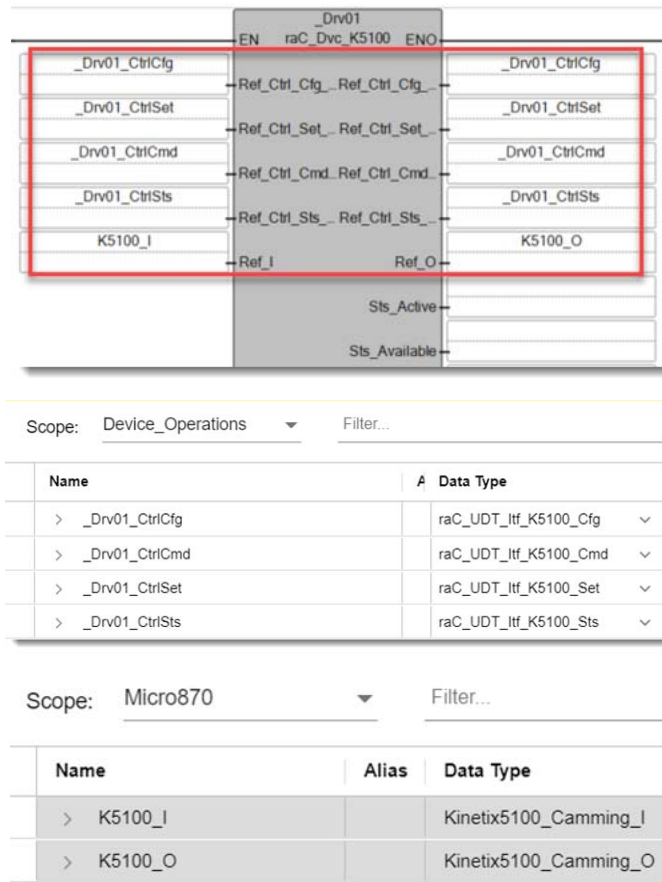 _Drv01
EN raC_Dvc_K5100 ENO
_Drv01_CtrlCfg _Drv01_CtrlCfg
Ref_Ctrl_Cfg_... Ref_Ctrl_Cfg_...
_Drv01_CtrlSet _Drv01_CtrlSet
Ref_Ctrl_Set_... Ref_Ctrl_Set_...
_Drv01_CtrlCmd _Drv01_CtrlCmd
Ref_Ctrl_Cmd_... Ref_Ctrl_Cmd_...
_Drv01_CtrlSts _Drv01_CtrlSts
Ref_Ctrl_Sts_... Ref_Ctrl_Sts_...
K5100_I K5100_O
Ref_I Ref_O
Sts_Active
Sts_Available
Scope: Device_Operations Filter...
Name A Data Type
_Drv01_CtrlCfg raC_UDT_Itf_K5100_Cfg
_Drv01_CtrlCmd raC_UDT_Itf_K5100_Cmd
_Drv01_CtrlSet raC_UDT_Itf_K5100_Set
_Drv01_CtrlSts raC_UDT_Itf_K5100_Sts
Scope: Micro870 Filter...
Name Alias Data Type
K5100_I Kinetix5100_Camming_I
K5100_O Kinetix5100_Camming_O